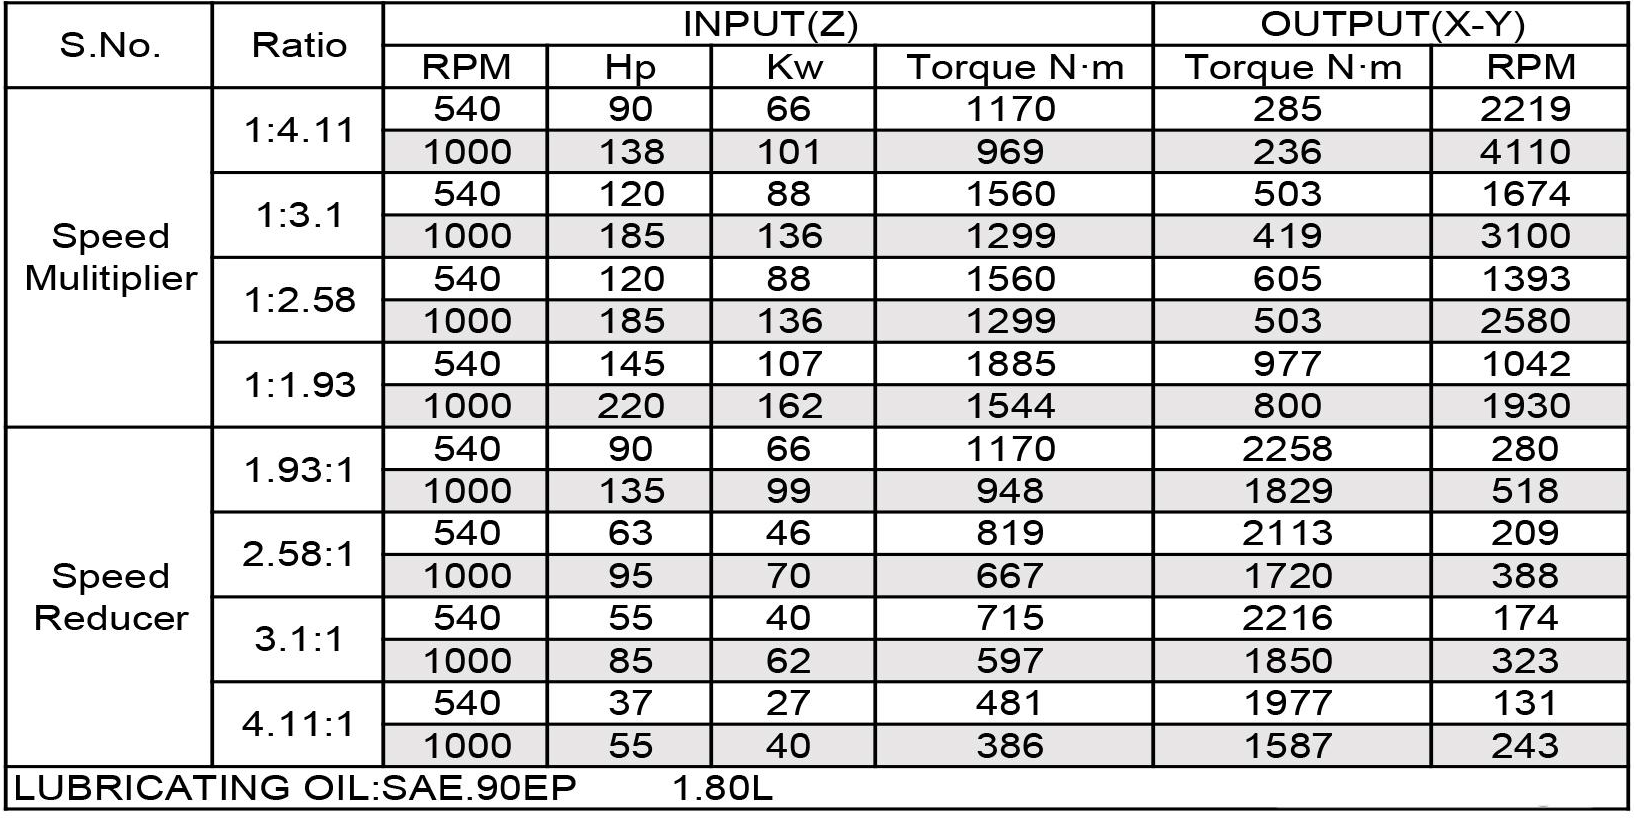 S.No. Ratio INPUT(Z) OUTPUT(X-Y)
RPM Hp Kw Torque N·m Torque N·m RPM
Speed Mulitiplier 1:4.11 540 90 66 1170 285 2219
1000 138 101 969 236 4110
1:3.1 540 120 88 1560 503 1674
1000 185 136 1299 419 3100
1:2.58 540 120 88 1560 605 1393
1000 185 136 1299 503 2580
1:1.93 540 145 107 1885 977 1042
1000 220 162 1544 800 1930
Speed Reducer 1.93:1 540 90 66 1170 2258 280
1000 135 99 948 1829 518
2.58:1 540 63 46 819 2113 209
1000 95 70 667 1720 388
3.1:1 540 55 40 715 2216 174
1000 85 62 597 1850 323
4.11:1 540 37 27 481 1977 131
1000 55 40 386 1587 243
LUBRICATING OIL:SAE.90EP 1.80L